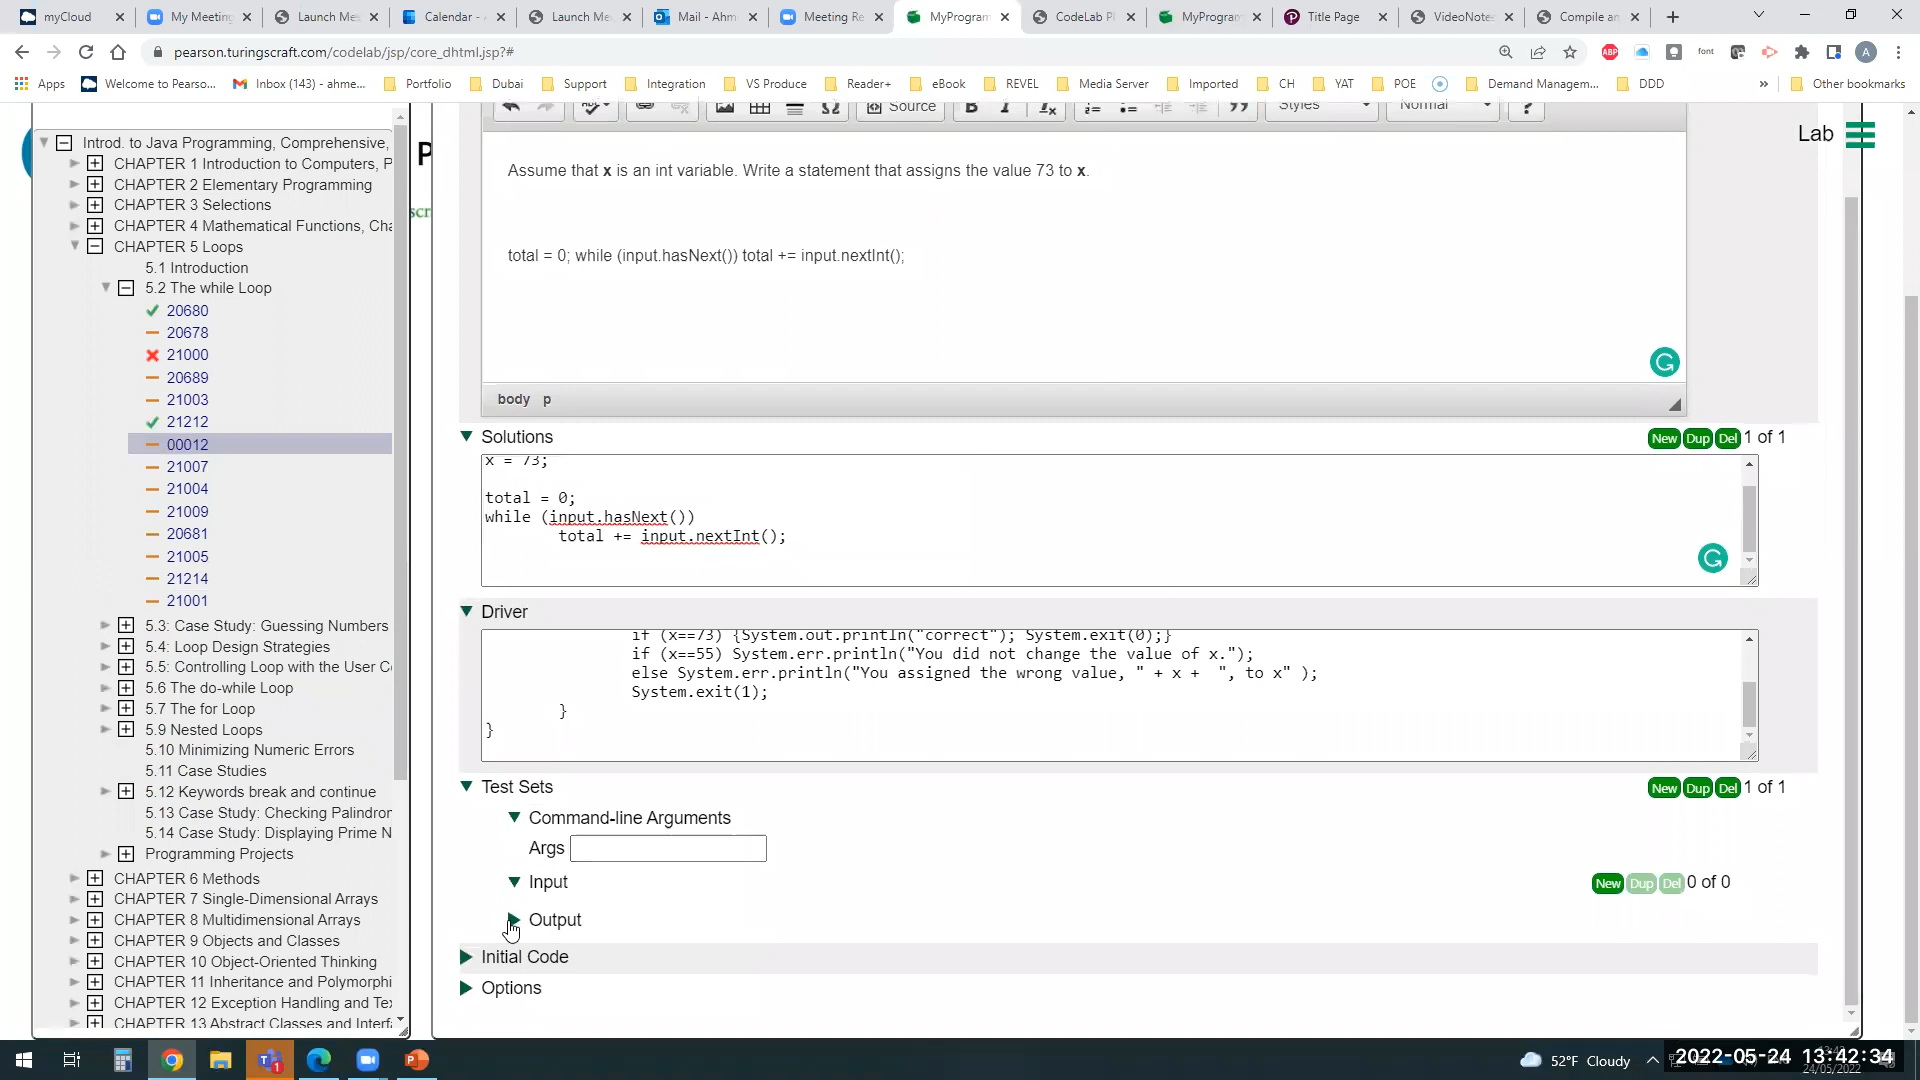 myCloud
My Meeting
Launch Me
Calendar -
Launch Me
Mail - Ahm
Meeting Re
MyProgram
CodeLab P
MyProgram
Title Page
VideoNote
Compile an
pearson.turingscraft.com/codelab/jsp/core_dhtml.jsp?#
ABP
font
A
Apps
Welcome to Pearso...
Inbox (143) - ahme...
Portfolio
Dubai
Support
Integration
VS Produce
Reader+
eBook
REVEL
Media Server
Imported
CH
YAT
POE
Demand Managem...
DDD
»
Other bookmarks
Introd. to Java Programming, Comprehensive,
CHAPTER 1 Introduction to Computers, P
CHAPTER 2 Elementary Programming
CHAPTER 3 Selections
CHAPTER 4 Mathematical Functions, Cha
CHAPTER 5 Loops
5.1 Introduction
5.2 The while Loop
20680
20678
21000
20689
21003
21212
00012
21007
21004
21009
20681
21005
21214
21001
5.3: Case Study: Guessing Numbers
5.4: Loop Design Strategies
5.5: Controlling Loop with the User C
5.6 The do-while Loop
5.7 The for Loop
5.9 Nested Loops
5.10 Minimizing Numeric Errors
5.11 Case Studies
5.12 Keywords break and continue
5.13 Case Study: Checking Palindron
5.14 Case Study: Displaying Prime N
Programming Projects
CHAPTER 6 Methods
CHAPTER 7 Single-Dimensional Arrays
CHAPTER 8 Multidimensional Arrays
CHAPTER 9 Objects and Classes
CHAPTER 10 Object-Oriented Thinking
CHAPTER 11 Inheritance and Polymorphi
CHAPTER 12 Exception Handling and Te
CHAPTER 13 Abstract Classes and Interf
P
scr
Lab
Source
B I Ix
Styles
Normal
?
Assume that x is an int variable. Write a statement that assigns the value 73 to x.
total = 0; while (input.hasNext()) total += input.nextInt();
body p
Solutions
New Dup Del 1 of 1
x = 73;
total = 0;
while (input.hasNext())
total += input.nextInt();
Driver
if (x==73) {System.out.println("correct"); System.exit(0);}
if (x==55) System.err.println("You did not change the value of x.");
else System.err.println("You assigned the wrong value, " + x + ", to x" );
System.exit(1);
}
}
Test Sets
New Dup Del 1 of 1
Command-line Arguments
Args
Input
New Dup Del 0 of 0
Output
Initial Code
Options
52°F Cloudy
2022-05-24 13:42:34
24/05/2022